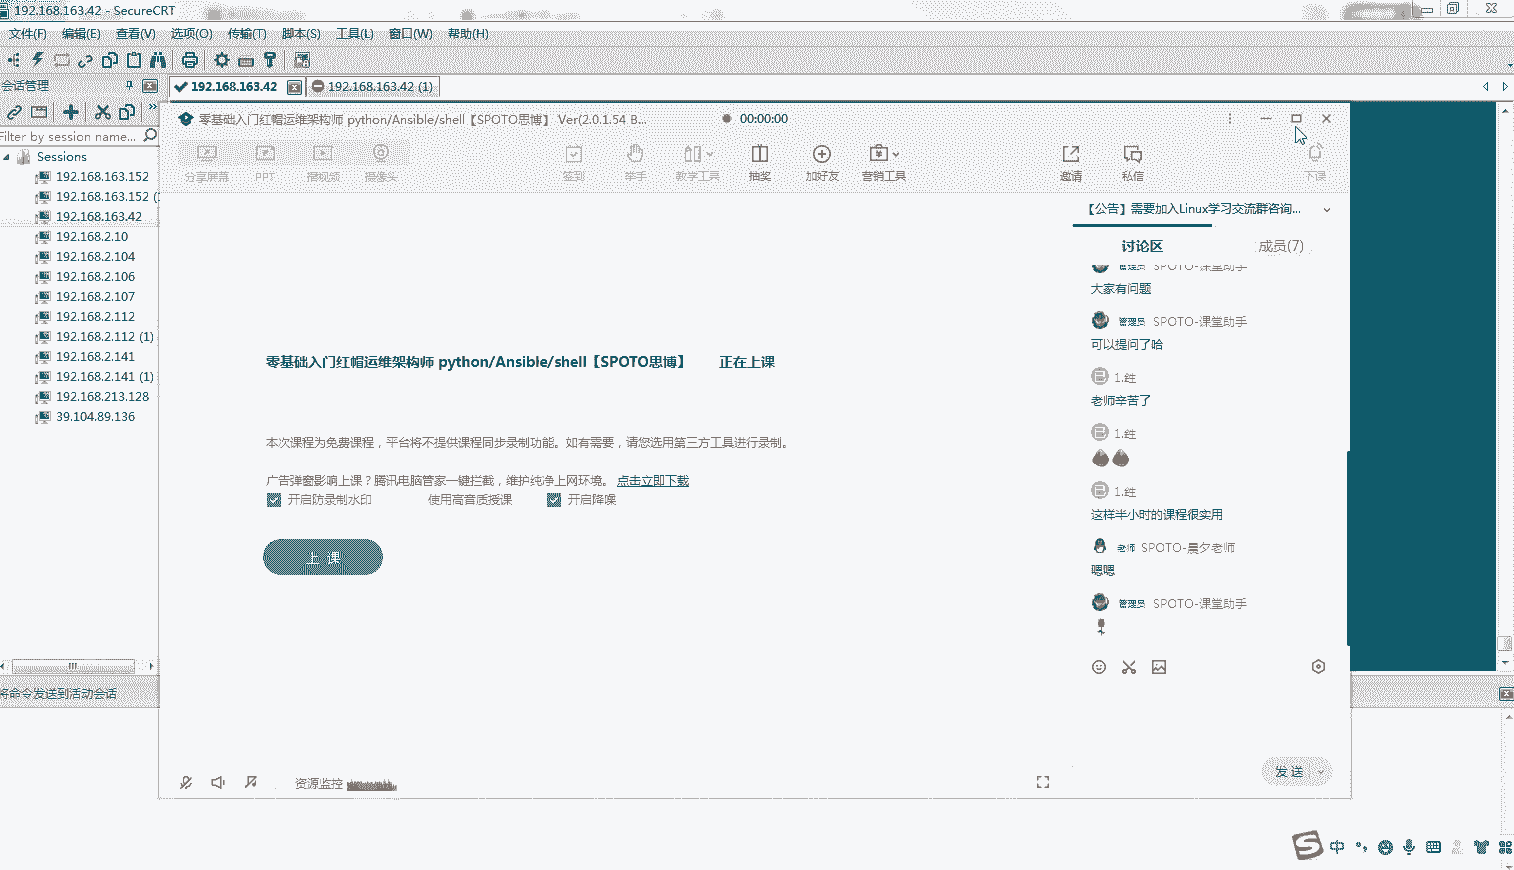 192.168.163.42 - SecureCRT
文件(F) 编辑(E) 查看(V) 选项(O) 传输(T) 脚本(S) 工具(L) 窗口(W) 帮助(H)
会话管理
192.168.163.42
192.168.163.42 (1)
Filter by session name...
Sessions
192.168.163.152
192.168.163.152 (1
192.168.163.42
192.168.2.10
192.168.2.104
192.168.2.106
192.168.2.107
192.168.2.112
192.168.2.112 (1)
192.168.2.141
192.168.2.141 (1)
192.168.213.128
39.104.89.136
将命令发送到活动会话
零基础入门红帽运维架构师 python/Ansible/shell【SPOTO思博】 Ver(2.0.1.54 B...
00:00:00
分享屏幕 PPT 播视频 摄像头 签到 举手 教学工具 抽奖 加好友 营销工具 邀请 私信 下课
零基础入门红帽运维架构师 python/Ansible/shell【SPOTO思博】 正在上课
本次课程为免费课程，平台将不提供课程同步录制功能。如有需要，请您选用第三方工具进行录制。
广告弹窗影响上课？腾讯电脑管家一键拦截，维护纯净上网环境。 点击立即下载
开启防录制水印 使用高音质授课 开启降噪
上 课
资源监控
【公告】需要加入Linux学习交流群咨询...
讨论区 成员(7)
管理员 SPOTO-课堂助手
大家有问题
管理员 SPOTO-课堂助手
可以提问了哈
老师辛苦了
这样半小时的课程很实用
老师 SPOTO-晨夕老师
嗯嗯
管理员 SPOTO-课堂助手
发 送
中